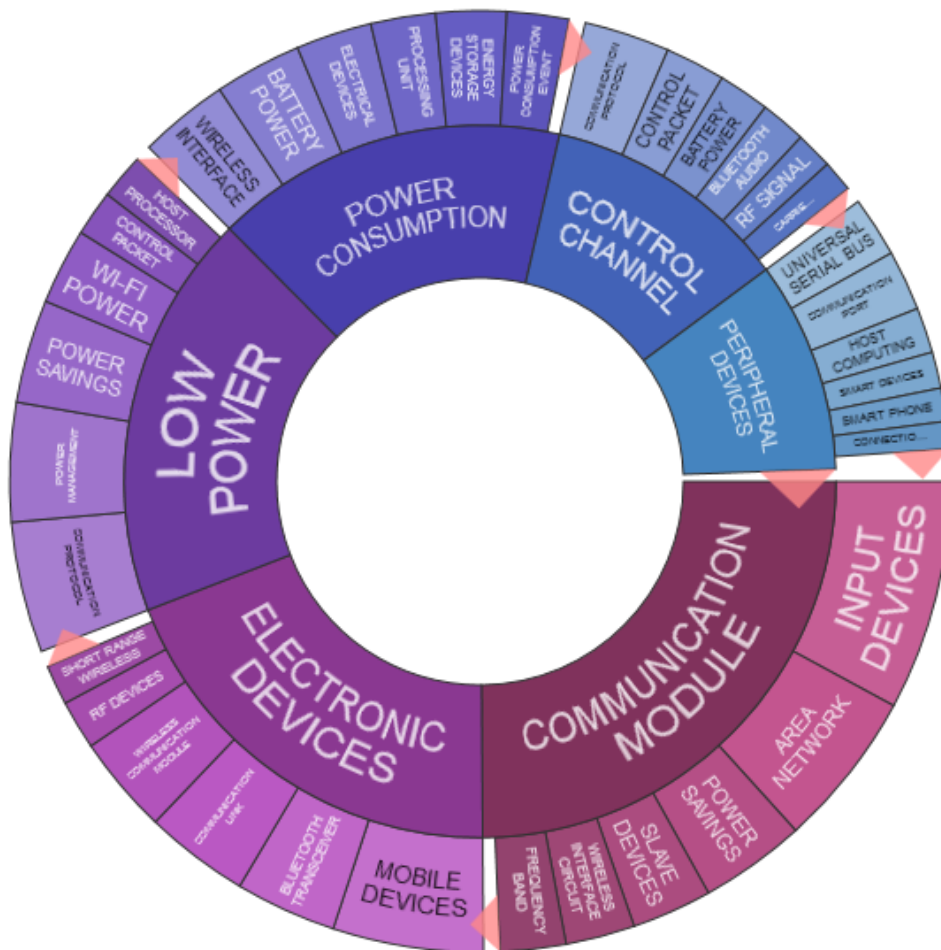 POWER
CONSUMPTION
WIRELESS
INTERFACE
BATTERY
POWER
ELECTRICAL
DEVICES
PROCESSING
UNIT
ENERGY
STORAGE
DEVICES
POWER
CONSUMPTION
EVENT
CONTROL
CHANNEL
COMMUNICATION
PROTOCOL
CONTROL
PACKET
BATTERY
POWER
BLUETOOTH
AUDIO
RF SIGNAL
CARRIE...
PERIPHERAL
DEVICES
UNIVERSAL
SERIAL BUS
COMMUNICATION
PORT
HOST
COMPUTING
SMART DEVICES
SMART PHONE
CONNECTIO...
COMMUNICATION
MODULE
INPUT
DEVICES
AREA
NETWORK
POWER
SAVINGS
SLAVE
DEVICES
WIRELESS
INTERFACE
CIRCUIT
FREQUENCY
BAND
ELECTRONIC
DEVICES
MOBILE
DEVICES
BLUETOOTH
TRANSCEIVER
COMMUNICATION
LINK
WIRELESS
COMMUNICATION
MODULE
RF DEVICES
SHORT RANGE
WIRELESS
LOW
POWER
COMMUNICATION
PROTOCOL
POWER
MANAGEMENT
POWER
SAVINGS
WI-FI
POWER
CONTROL
PACKET
HOST
PROCESSOR